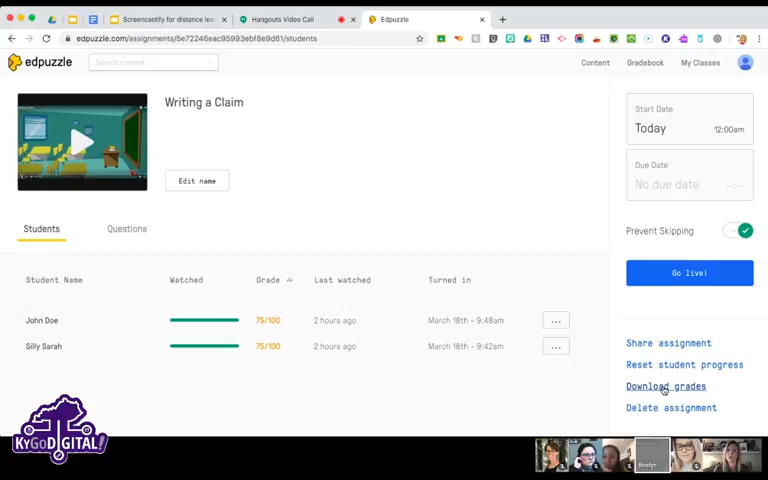 Screencastify for distance lea
Hangouts Video Call
Edpuzzle
edpuzzle.com/assignments/5e72246eac95993ebf8e9d81/students
edpuzzle
Search content
Content
Gradebook
My Classes
Writing a Claim
Edit name
Start Date
Today
12:00am
Due Date
No due date
--:--
Prevent Skipping
Go live!
Students
Questions
Student Name
Watched
Grade
Last watched
Turned in
John Doe
75/100
2 hours ago
March 18th - 9:48am
...
Silly Sarah
75/100
2 hours ago
March 18th - 9:42am
...
Share assignment
Reset student progress
Download grades
Delete assignment
KyGoDIGITAL!
Roslyn